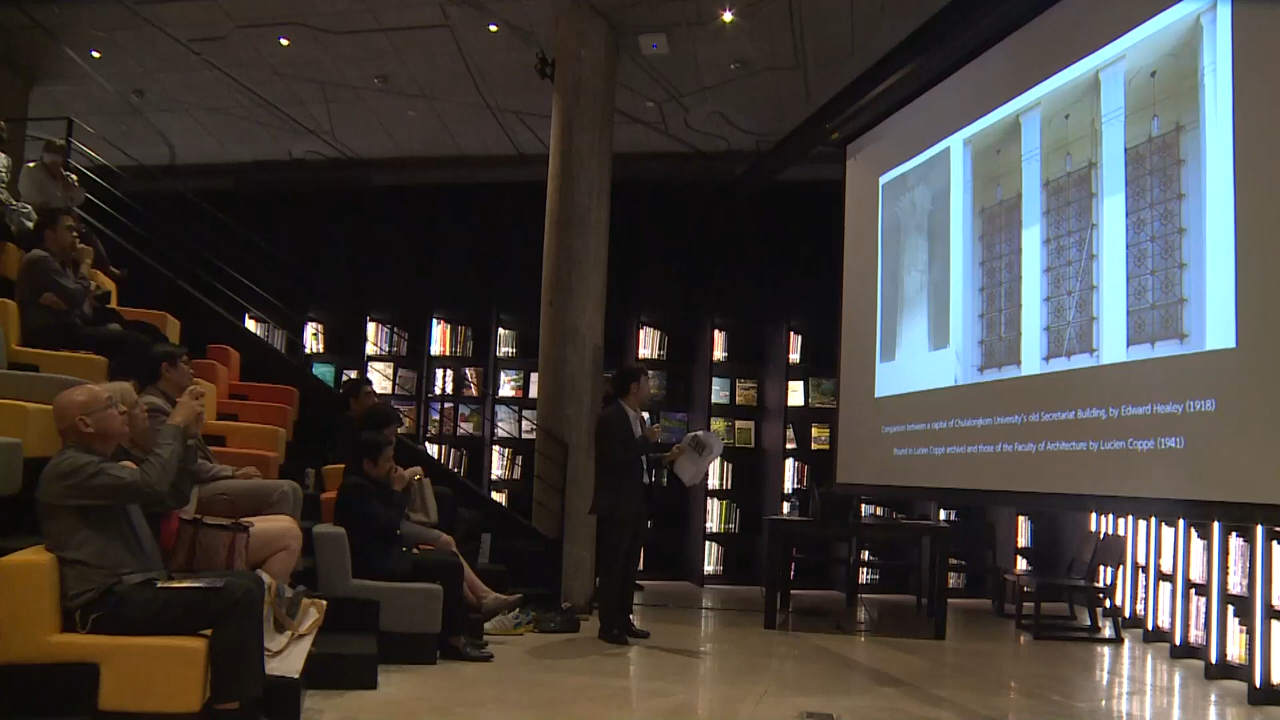 Comparison between a capital of Chulalongkorn University's old Secretariat Building, by Edward Healey (1918)
(found in Lucien Coppé archive) and those of the Faculty of Architecture by Lucien Coppé (1941)